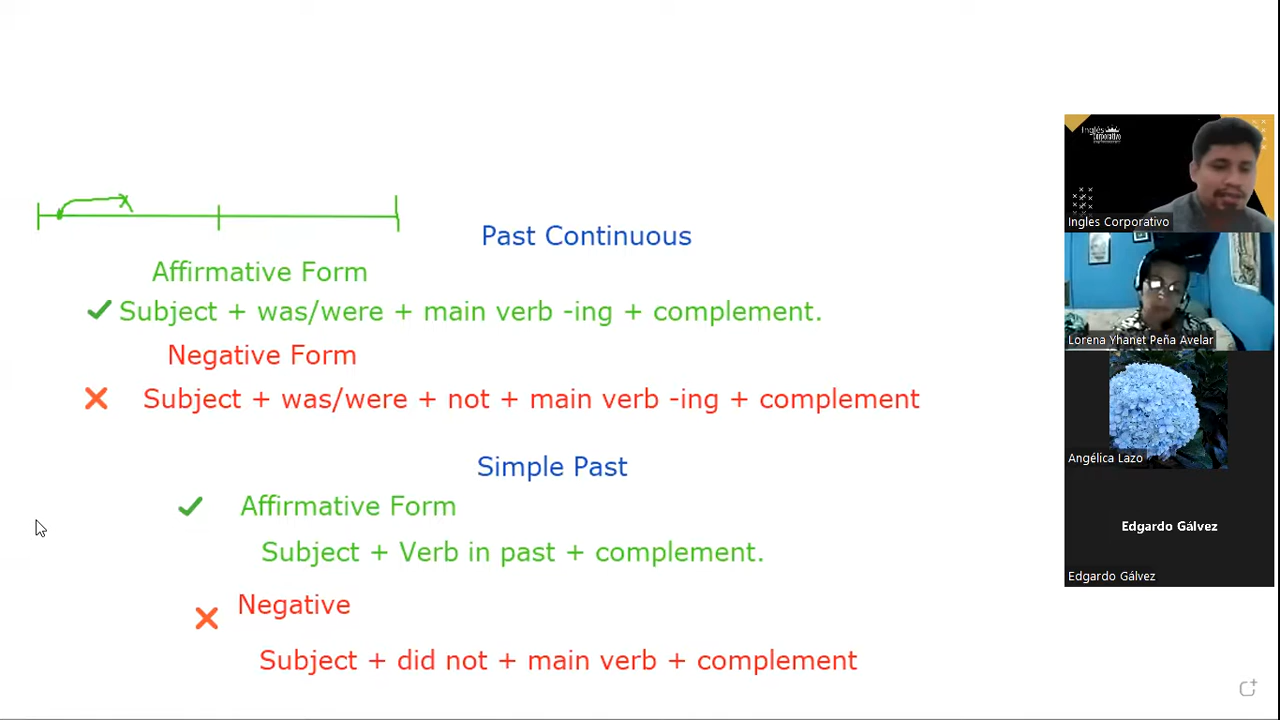 Past Continuous
Affirmative Form
Subject + was/were + main verb -ing + complement.
Negative Form
Subject + was/were + not + main verb -ing + complement
Simple Past
Affirmative Form
Subject + Verb in past + complement.
Negative
Subject + did not + main verb + complement
Inglés
Corporativo
Ingles Corporativo
Lorena Yhanet Peña Avelar
Angélica Lazo
Edgardo Gálvez
Edgardo Gálvez